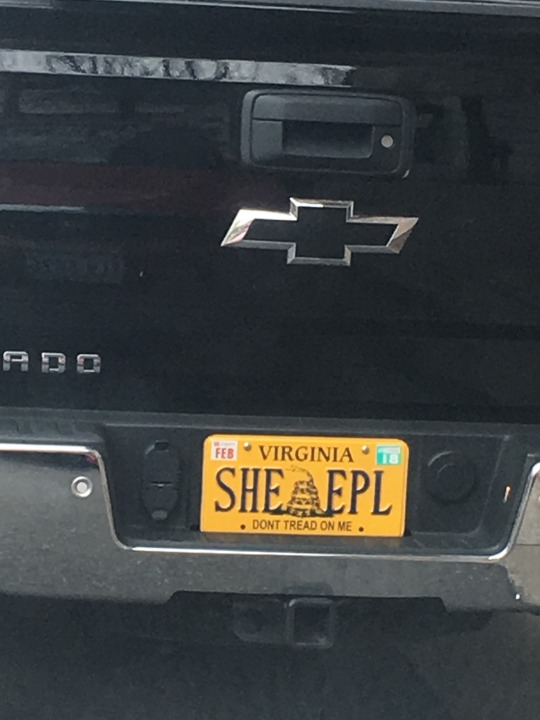 ADO
FEB
VIRGINIA
18
SHE EPL
DONT TREAD ON ME